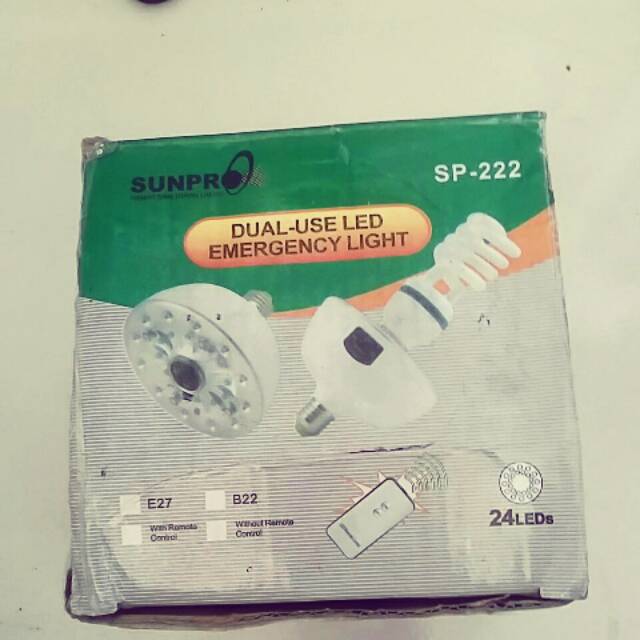 SUNPRO
SP-222
DUAL-USE LED
EMERGENCY LIGHT
E27
B22
With Remote
Control
Without Remote
Control
24LEDs